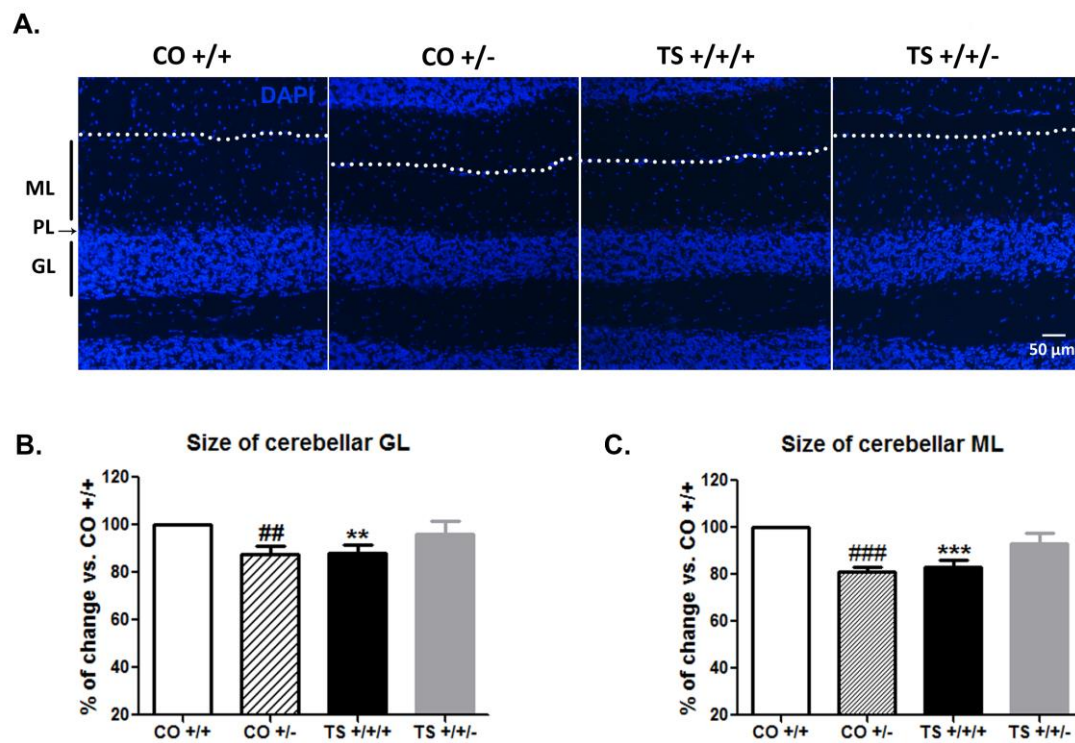 A.
CO +/+ CO +/- TS +/+/+ TS +/+/-
DAPI
ML
PL →
GL
50 µm
B.
Size of cerebellar GL
% of change vs. CO +/+
120
100
80
60
40
20
## **
CO +/+ CO +/- TS +/+/+ TS +/+/-
C.
Size of cerebellar ML
% of change vs. CO +/+
120
100
80
60
40
20
### ***
CO +/+ CO +/- TS +/+/+ TS +/+/-